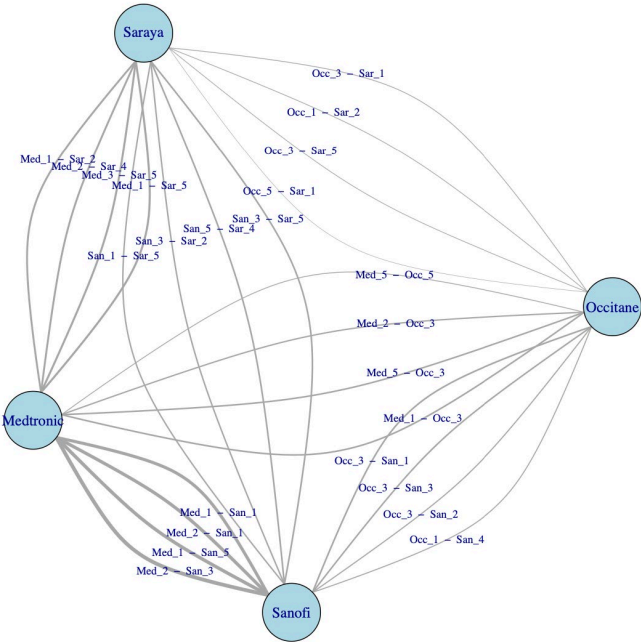 Saraya
Occ_3 − Sar_1
Occ_1 − Sar_2
Occ_3 − Sar_5
Med_1 − Sar_2
Med_2 − Sar_4
Med_3 − Sar_5
Med_1 − Sar_5
Occ_5 − Sar_1
San_3 − Sar_5
San_5 − Sar_4
San_3 − Sar_2
San_1 − Sar_5
Med_5 − Occ_5
Occitane
Med_2 − Occ_3
Med_5 − Occ_3
Medtronic
Med_1 − Occ_3
Occ_3 − San_1
Occ_3 − San_3
Med_1 − San_1
Occ_3 − San_2
Med_2 − San_1
Occ_1 − San_4
Med_1 − San_5
Med_2 − San_3
Sanofi